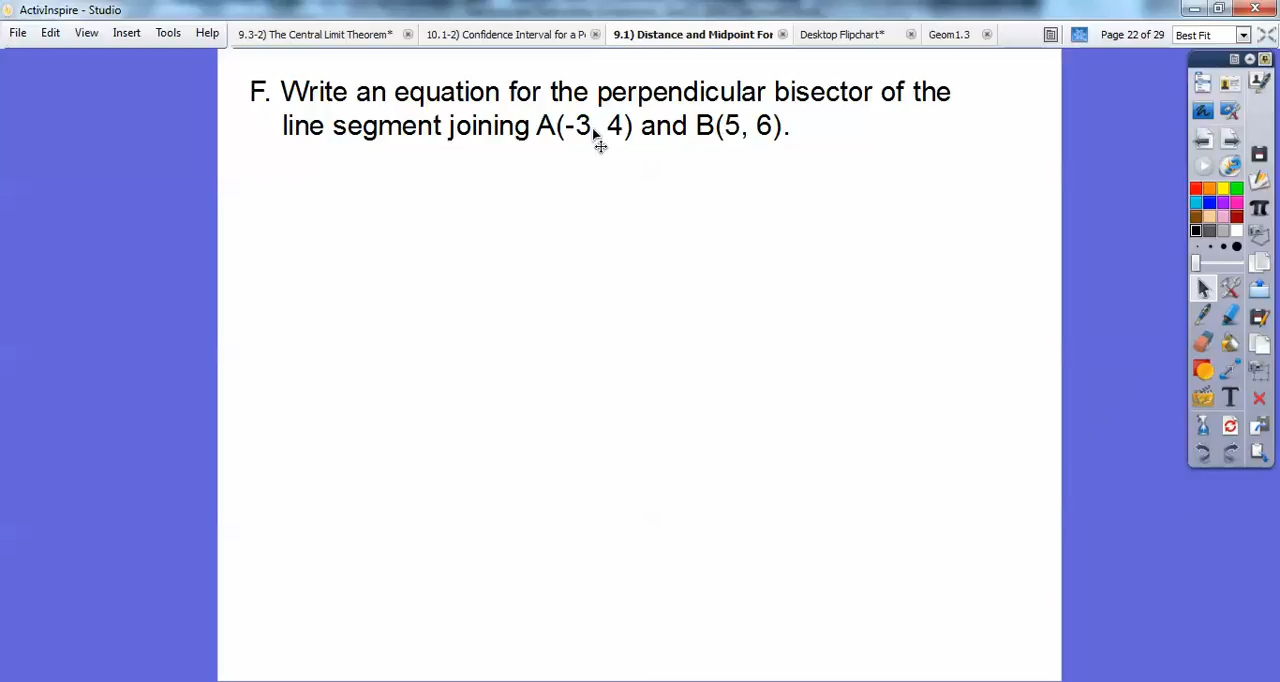 ActivInspire - Studio
File Edit View Insert Tools Help
9.3-2) The Central Limit Theorem* 10.1-2) Confidence Interval for a P 9.1) Distance and Midpoint For Desktop Flipchart* Geom1.3 Page 22 of 29 Best Fit
F. Write an equation for the perpendicular bisector of the
line segment joining A(-3, 4) and B(5, 6).